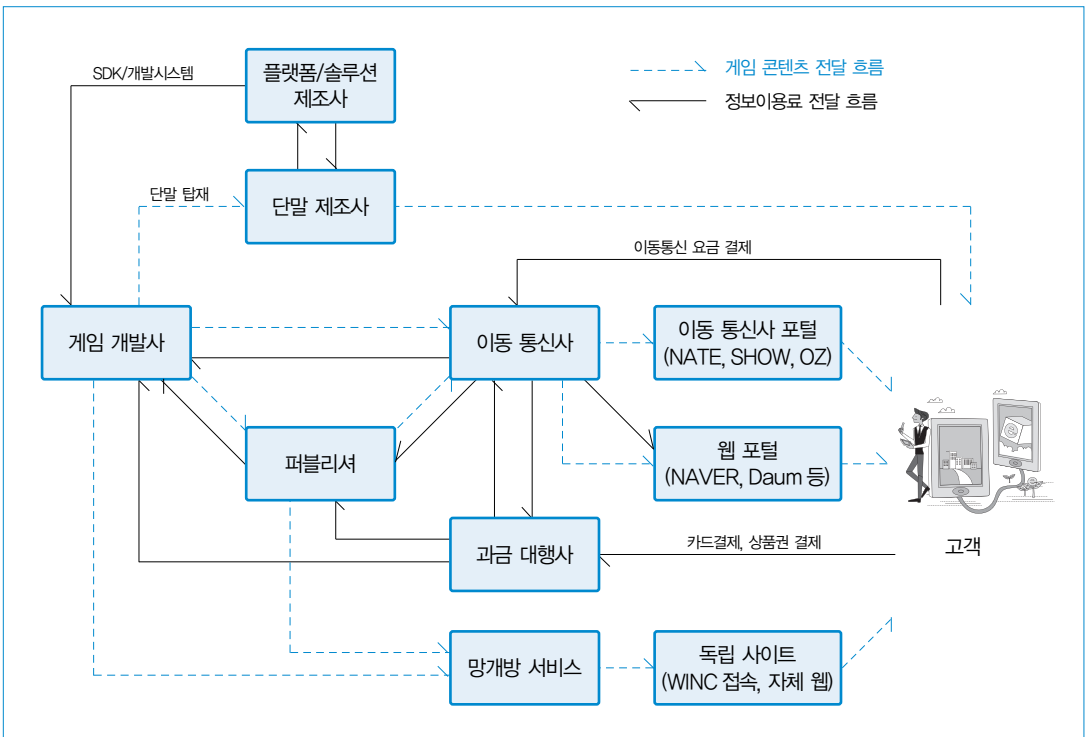 SDK/개발시스템
플랫폼/솔루션
제조사
게임 콘텐츠 전달 흐름
정보이용료 전달 흐름
단말 탑재
단말 제조사
이동통신 요금 결제
게임 개발사
이동 통신사
이동 통신사 포털
(NATE, SHOW, OZ)
퍼블리셔
웹 포털
(NAVER, Daum 등)
과금 대행사
카드결제, 상품권 결제
고객
망개방 서비스
독립 사이트
(WINC 접속, 자체 웹)